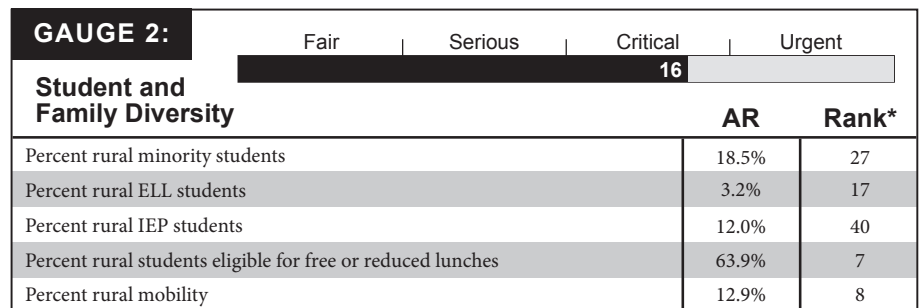 GAUGE 2:
Fair | Serious | Critical | Urgent
16
Student and
Family Diversity
AR Rank*
Percent rural minority students 18.5% 27
Percent rural ELL students 3.2% 17
Percent rural IEP students 12.0% 40
Percent rural students eligible for free or reduced lunches 63.9% 7
Percent rural mobility 12.9% 8